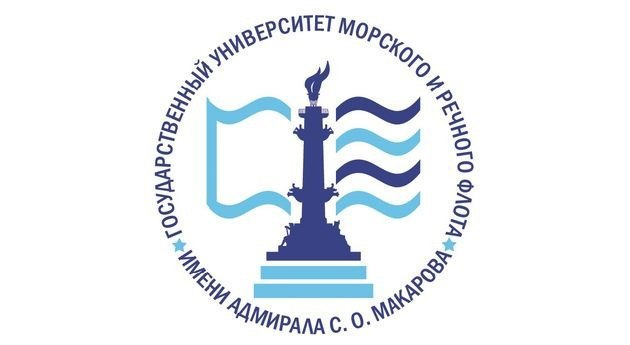 ГОСУДАРСТВЕННЫЙ УНИВЕРСИТЕТ МОРСКОГО И РЕЧНОГО ФЛОТА
ИМЕНИ АДМИРАЛА С. О. МАКАРОВА